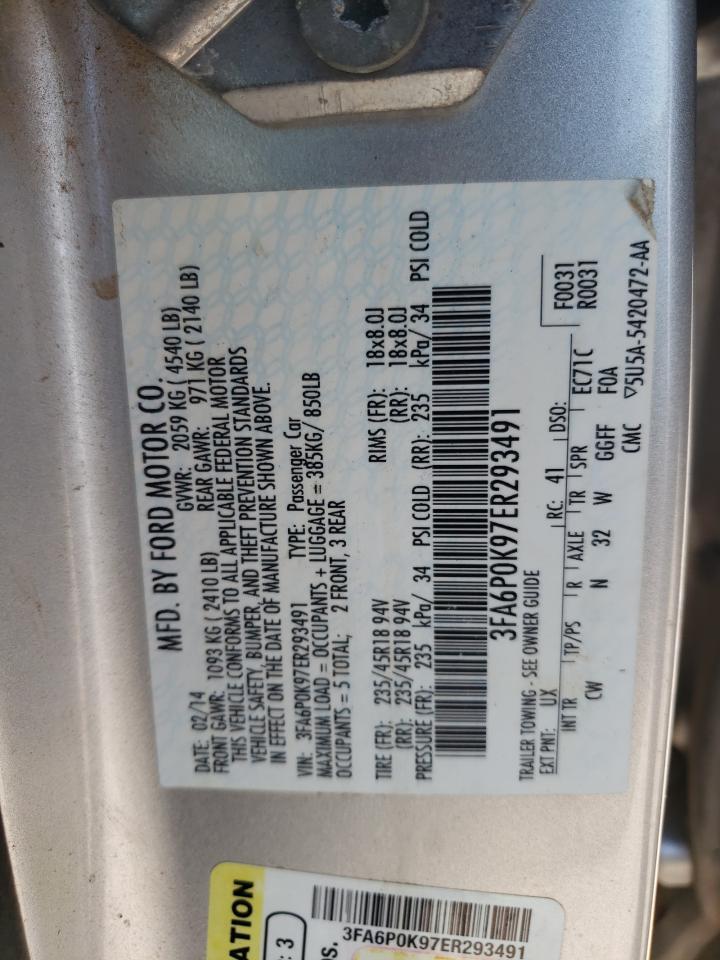 MFD. BY FORD MOTOR CO.
DATE: 02/14 GVWR: 2059 KG ( 4540 LB)
FRONT GAWR: 1093 KG ( 2410 LB) REAR GAWR: 971 KG ( 2140 LB)
THIS VEHICLE CONFORMS TO ALL APPLICABLE FEDERAL MOTOR
VEHICLE SAFETY, BUMPER, AND THEFT PREVENTION STANDARDS
IN EFFECT ON THE DATE OF MANUFACTURE SHOWN ABOVE.
VIN: 3FA6P0K97ER293491 TYPE: Passenger Car
MAXIMUM LOAD = OCCUPANTS + LUGGAGE = 385KG/ 850LB
OCCUPANTS = 5 TOTAL; 2 FRONT, 3 REAR
TIRE (FR): 235/45R18 94V RIMS (FR): 18x8.0J
(RR): 235/45R18 94V (RR): 18x8.0J
PRESSURE (FR): 235 kPa/ 34 PSI COLD (RR): 235 kPa/ 34 PSI COLD
3FA6P0K97ER293491
TRAILER TOWING - SEE OWNER GUIDE
EXT PNT: UX RC: 41 DSO: F0031
INT TR TP/PS R AXLE TR SPR EC71C R0031
CW N 32 W GGFF F0A
CMC ▽5U5A-5420472-AA
ATION
: 3
os.
3FA6P0K97ER293491